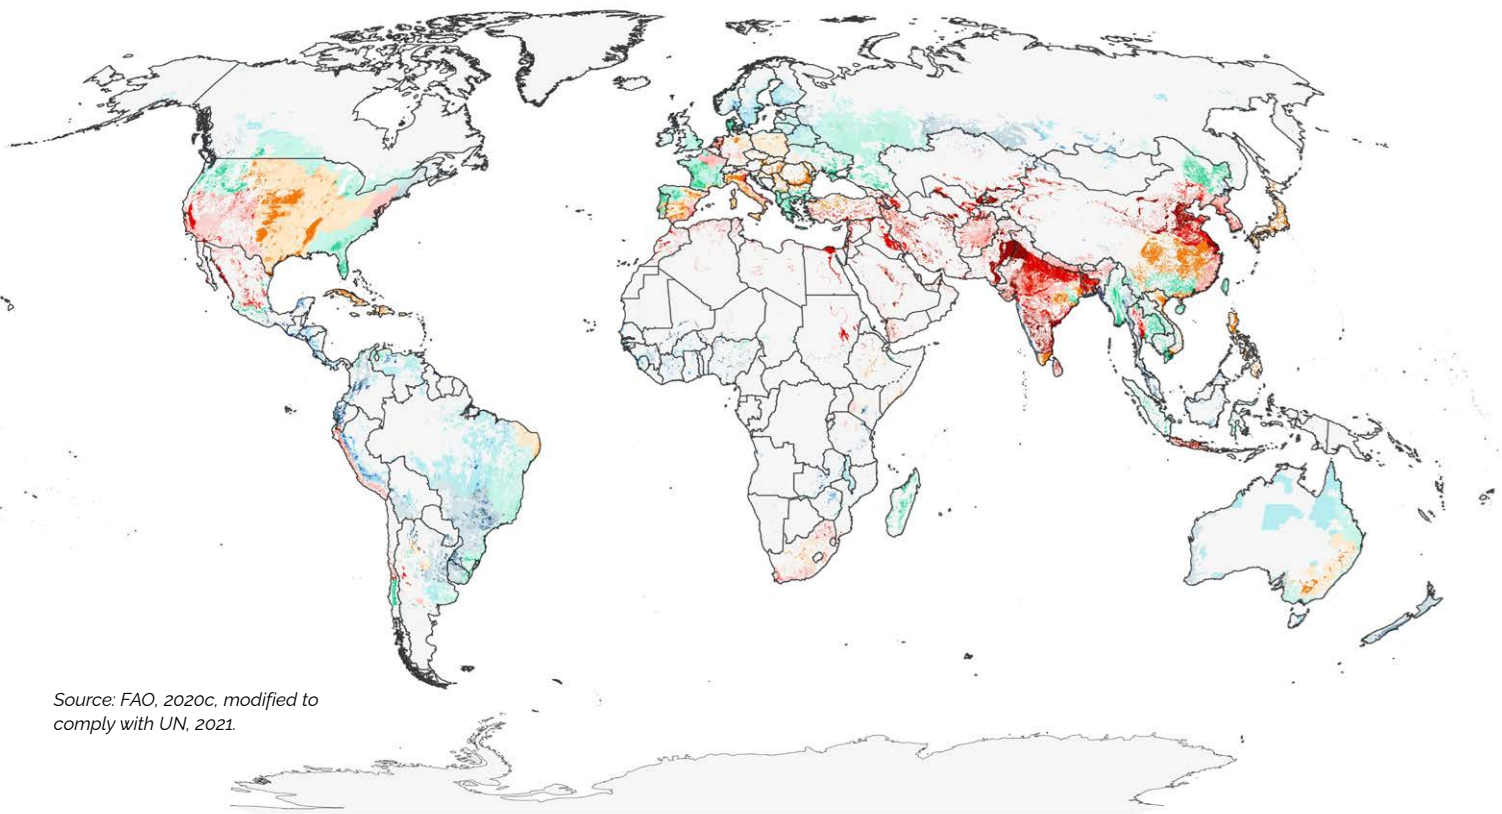 Source: FAO, 2020c, modified to
comply with UN, 2021.